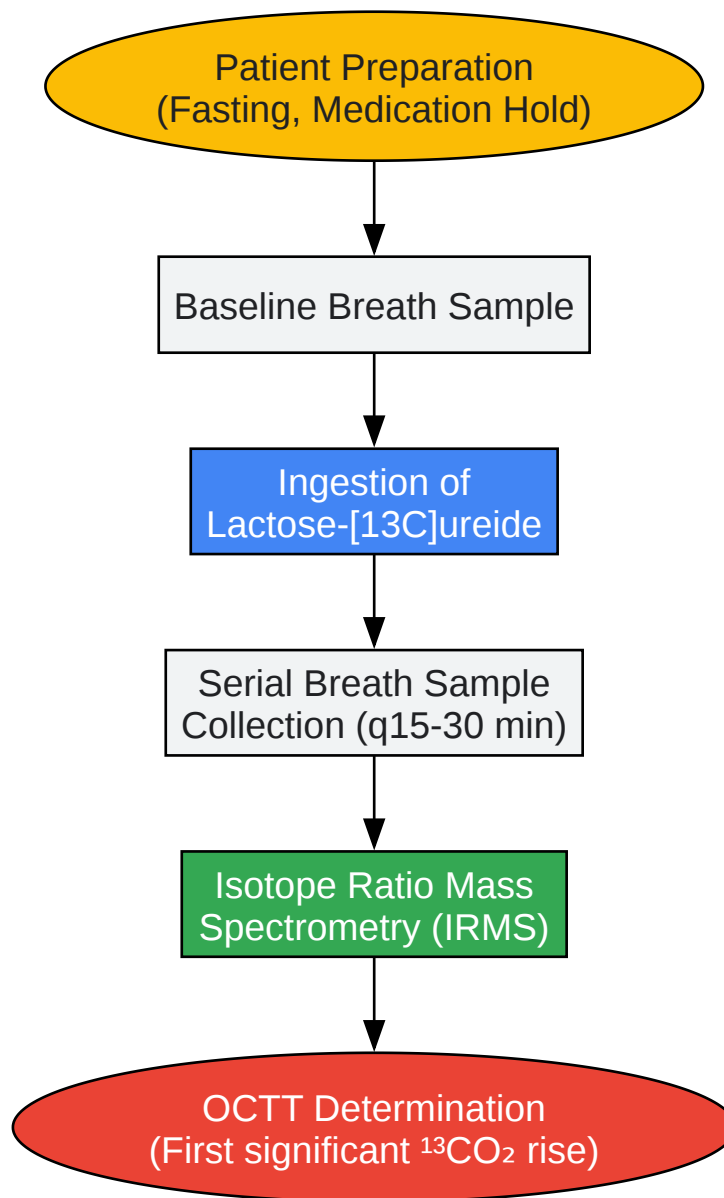 Patient Preparation
(Fasting, Medication Hold)
Baseline Breath Sample
Ingestion of
Lactose-[13C]ureide
Serial Breath Sample
Collection (q15-30 min)
Isotope Ratio Mass
Spectrometry (IRMS)
OCTT Determination
(First significant ¹³CO₂ rise)